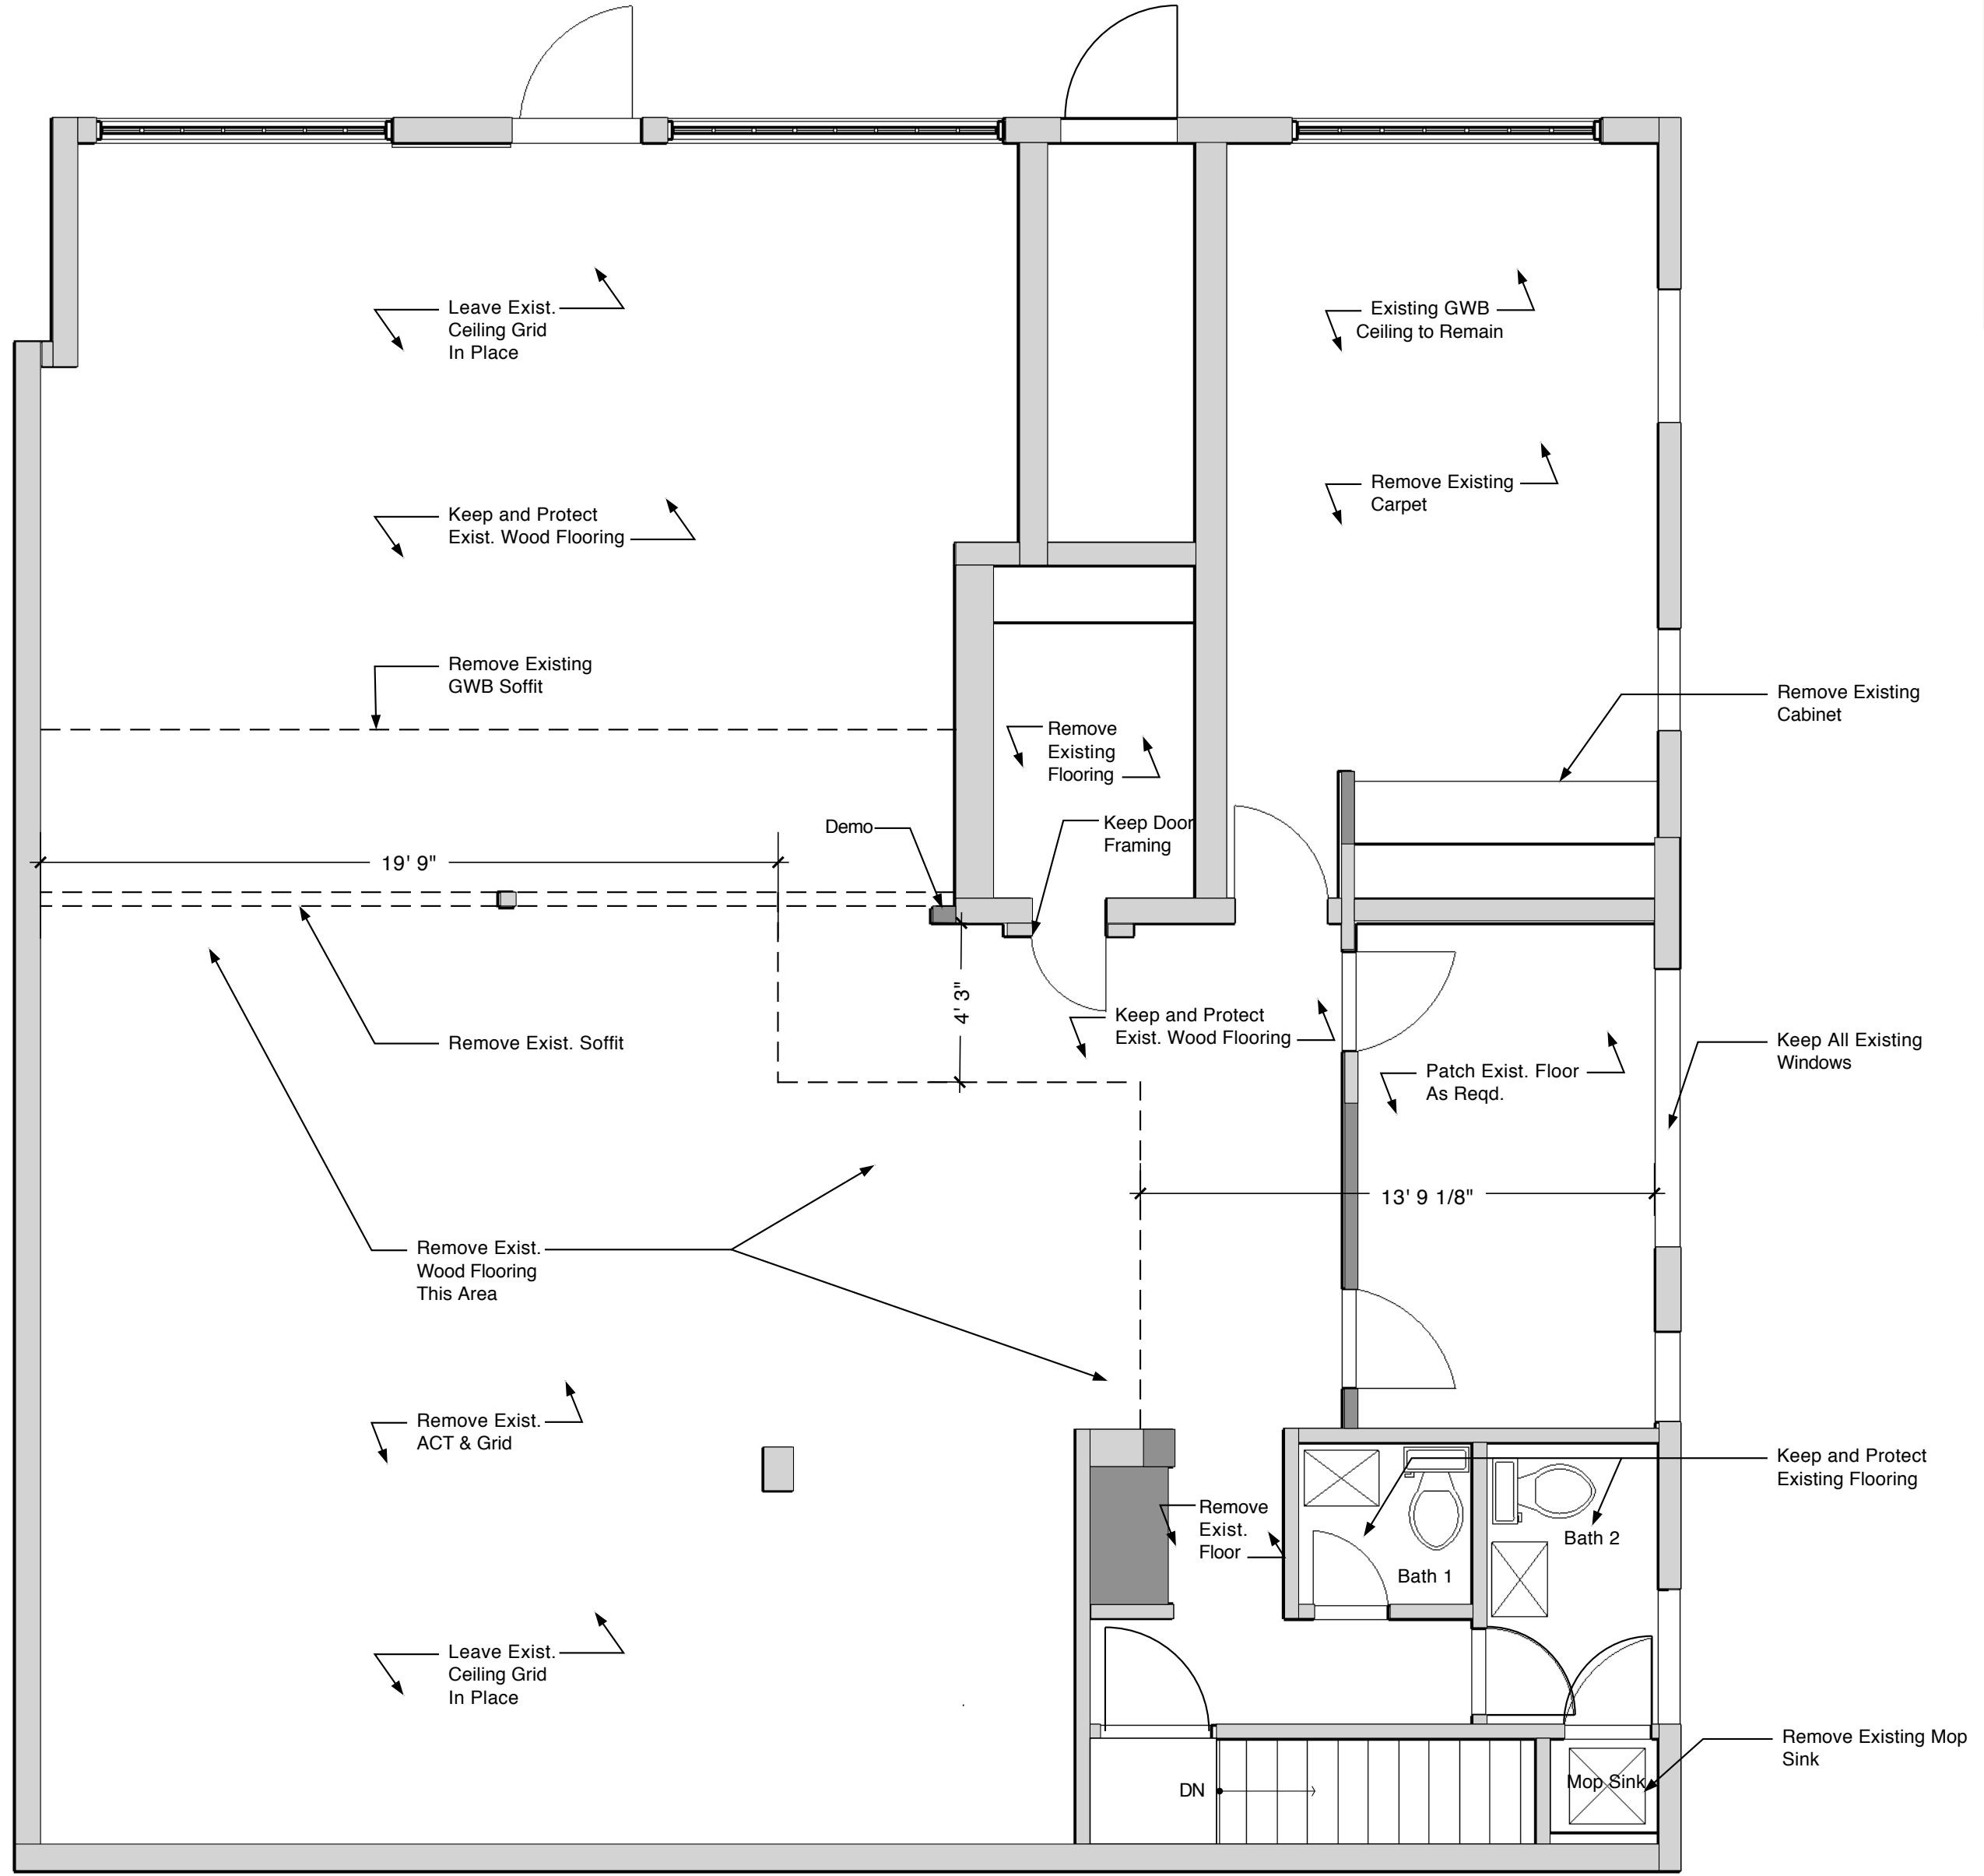 Leave Exist.
Ceiling Grid
In Place
Existing GWB
Ceiling to Remain
Remove Existing
Carpet
Keep and Protect
Exist. Wood Flooring
Remove Existing
GWB Soffit
Remove Existing
Cabinet
Remove
Existing
Flooring
Demo
Keep Door
Framing
19' 9"
4' 3"
Keep and Protect
Exist. Wood Flooring
Remove Exist. Soffit
Keep All Existing
Windows
Patch Exist. Floor
As Reqd.
13' 9 1/8"
Remove Exist.
Wood Flooring
This Area
Remove Exist.
ACT & Grid
Keep and Protect
Existing Flooring
Remove
Exist.
Floor
Bath 2
Bath 1
Leave Exist.
Ceiling Grid
In Place
Remove Existing Mop
Sink
Mop Sink
DN